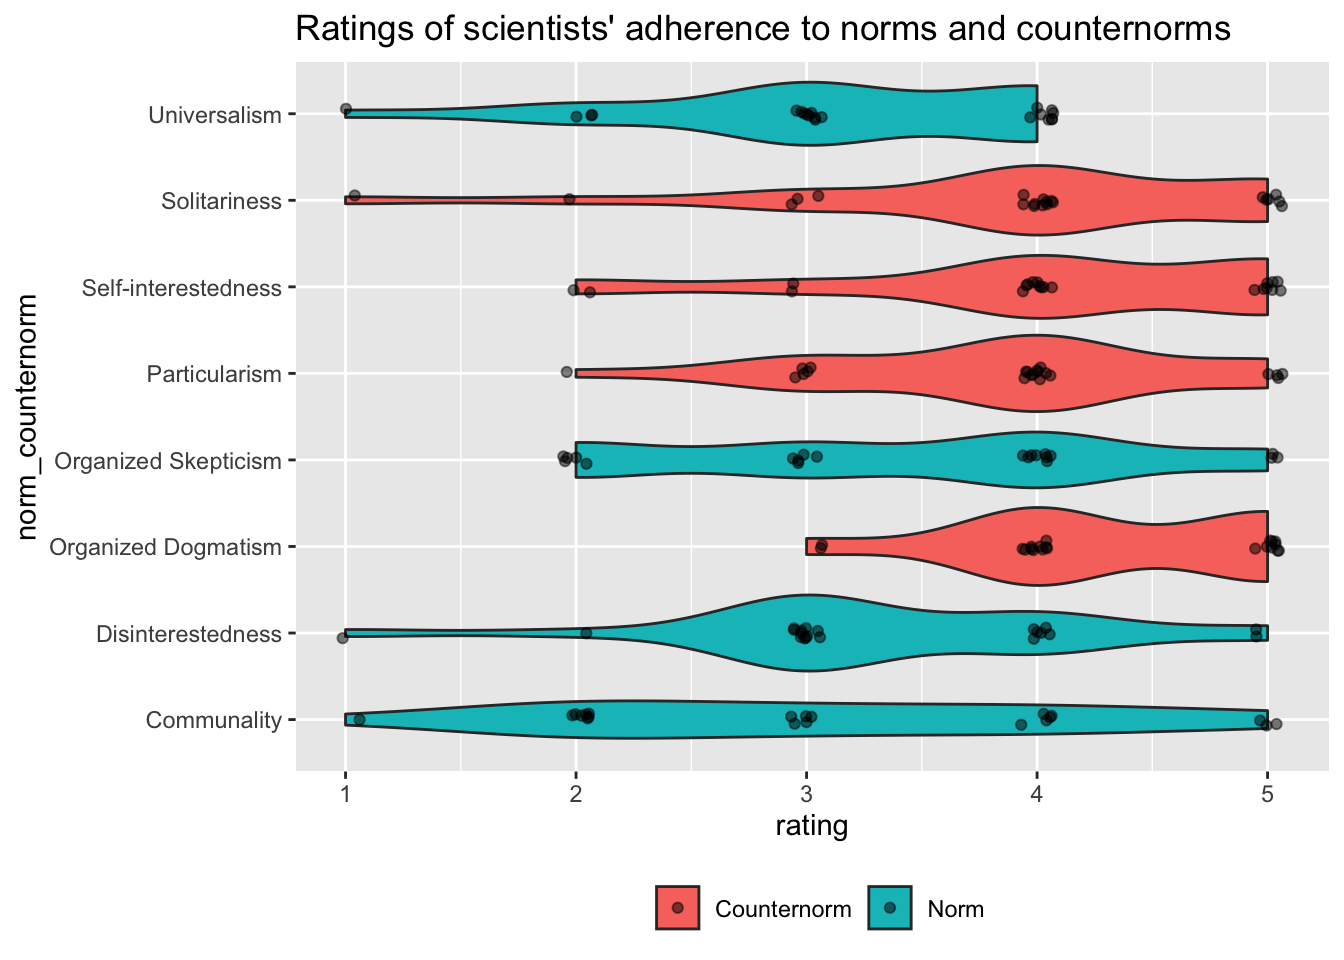 Ratings of scientists' adherence to norms and counternorms
norm_counternorm
Universalism
Solitariness
Self-interestedness
Particularism
Organized Skepticism
Organized Dogmatism
Disinterestedness
Communality
1 2 3 4 5
rating
Counternorm Norm